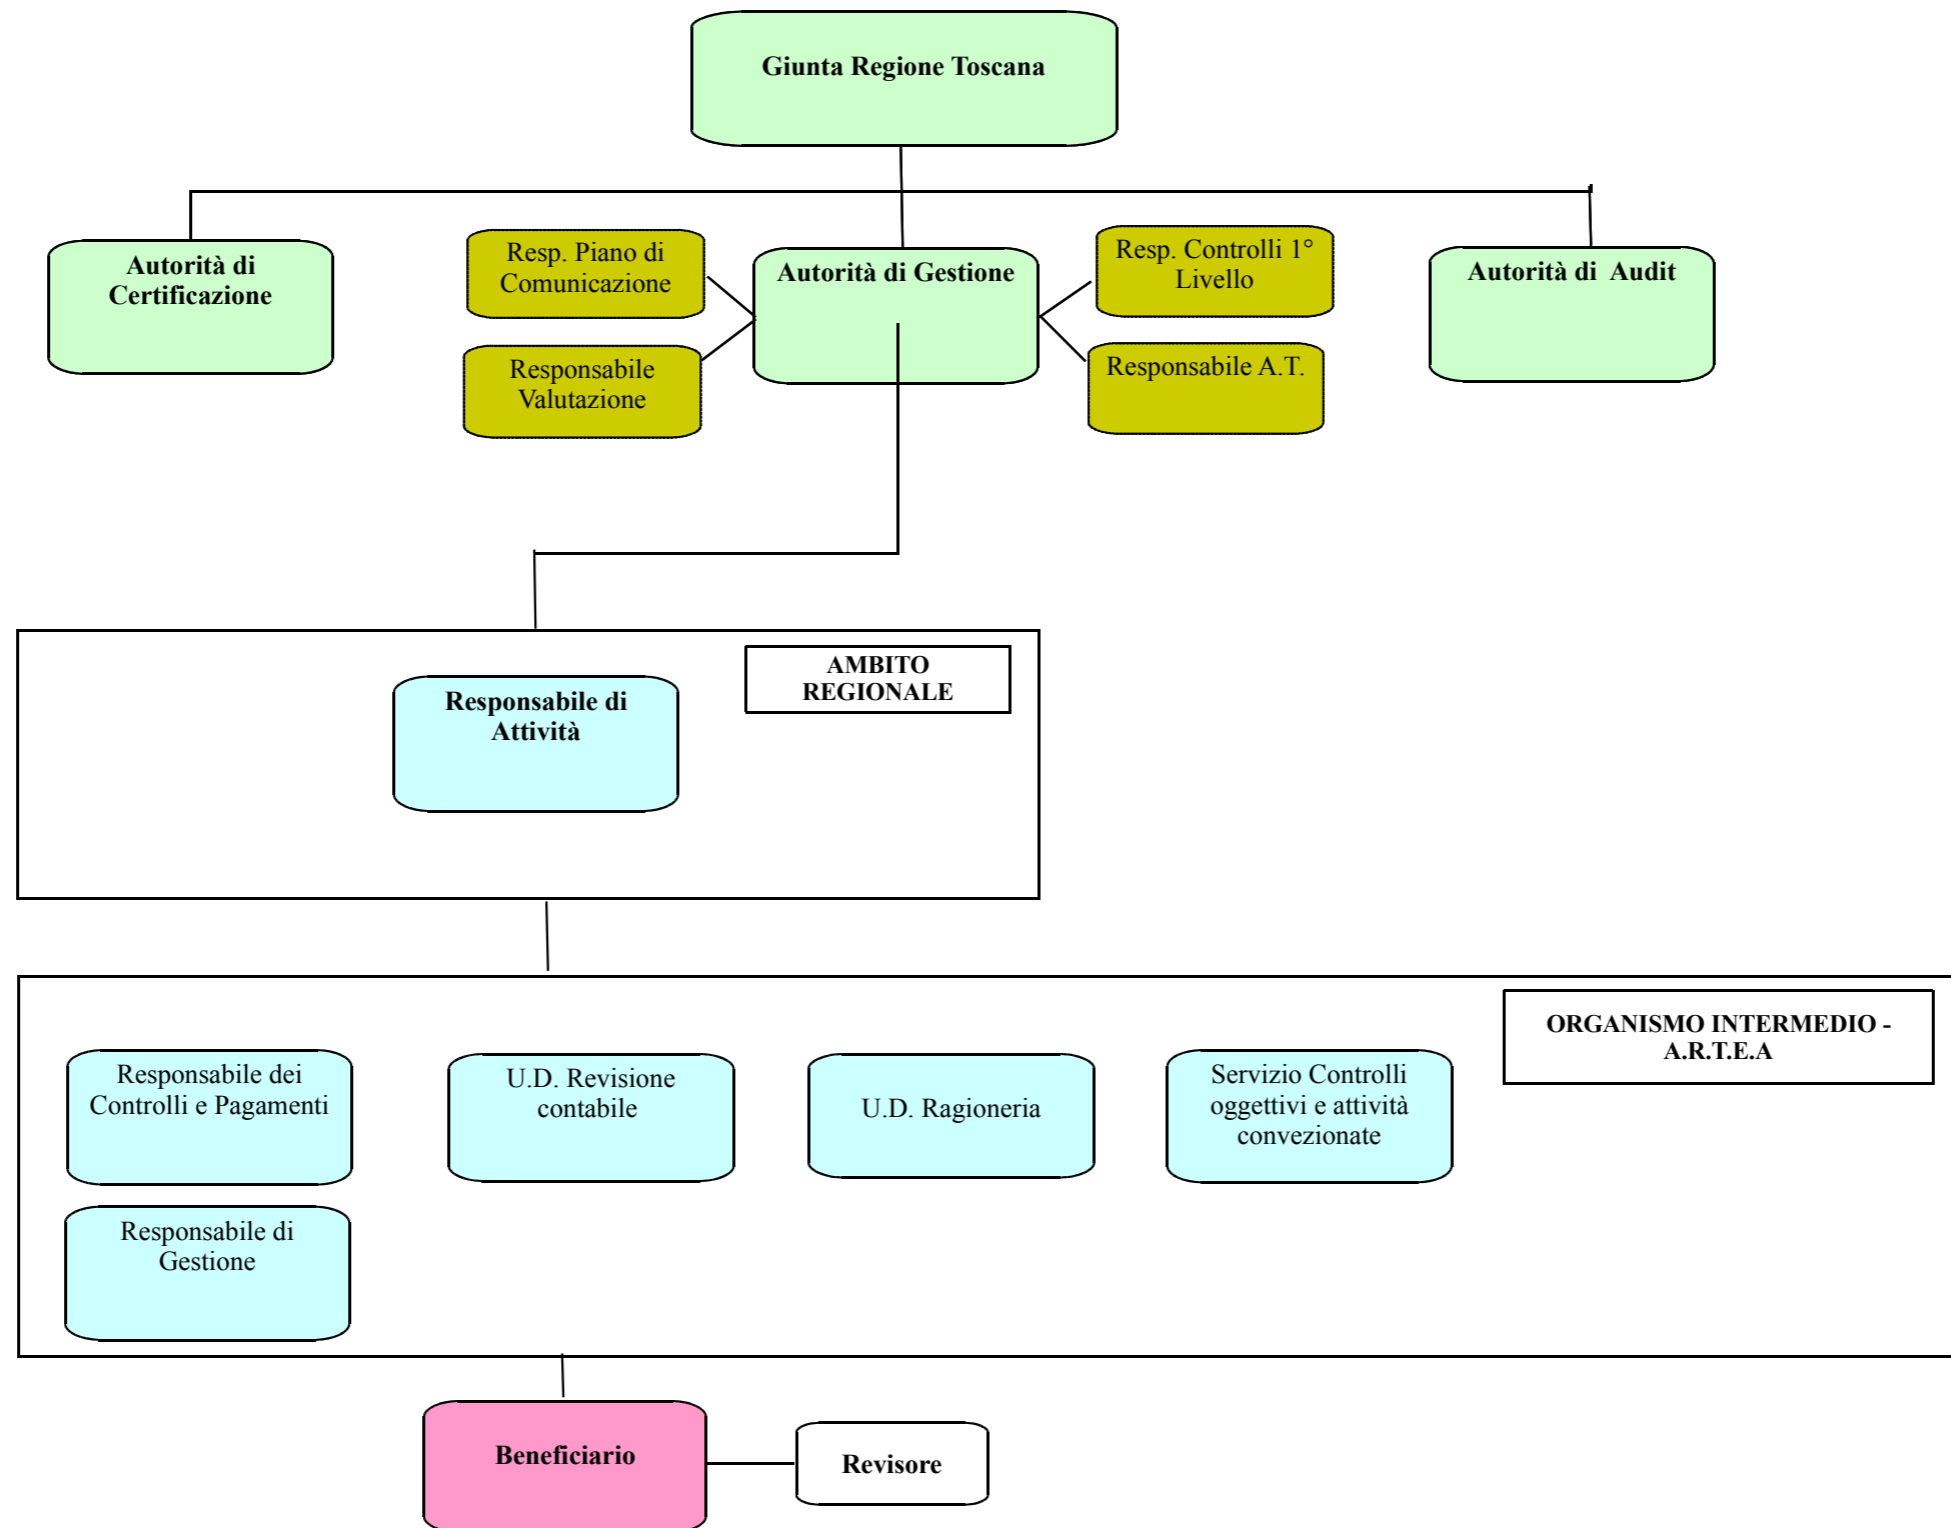 Giunta Regione Toscana
Autorità di
Certificazione
Resp. Piano di
Comunicazione
Autorità di Gestione
Resp. Controlli 1°
Livello
Autorità di  Audit
Responsabile
Valutazione
Responsabile A.T.
AMBITO
REGIONALE
Responsabile di
Attività
ORGANISMO INTERMEDIO -
A.R.T.E.A
Responsabile dei
Controlli e Pagamenti
U.D. Revisione
contabile
U.D. Ragioneria
Servizio Controlli
oggettivi e attività
convezionate
Responsabile di
Gestione
Beneficiario
Revisore